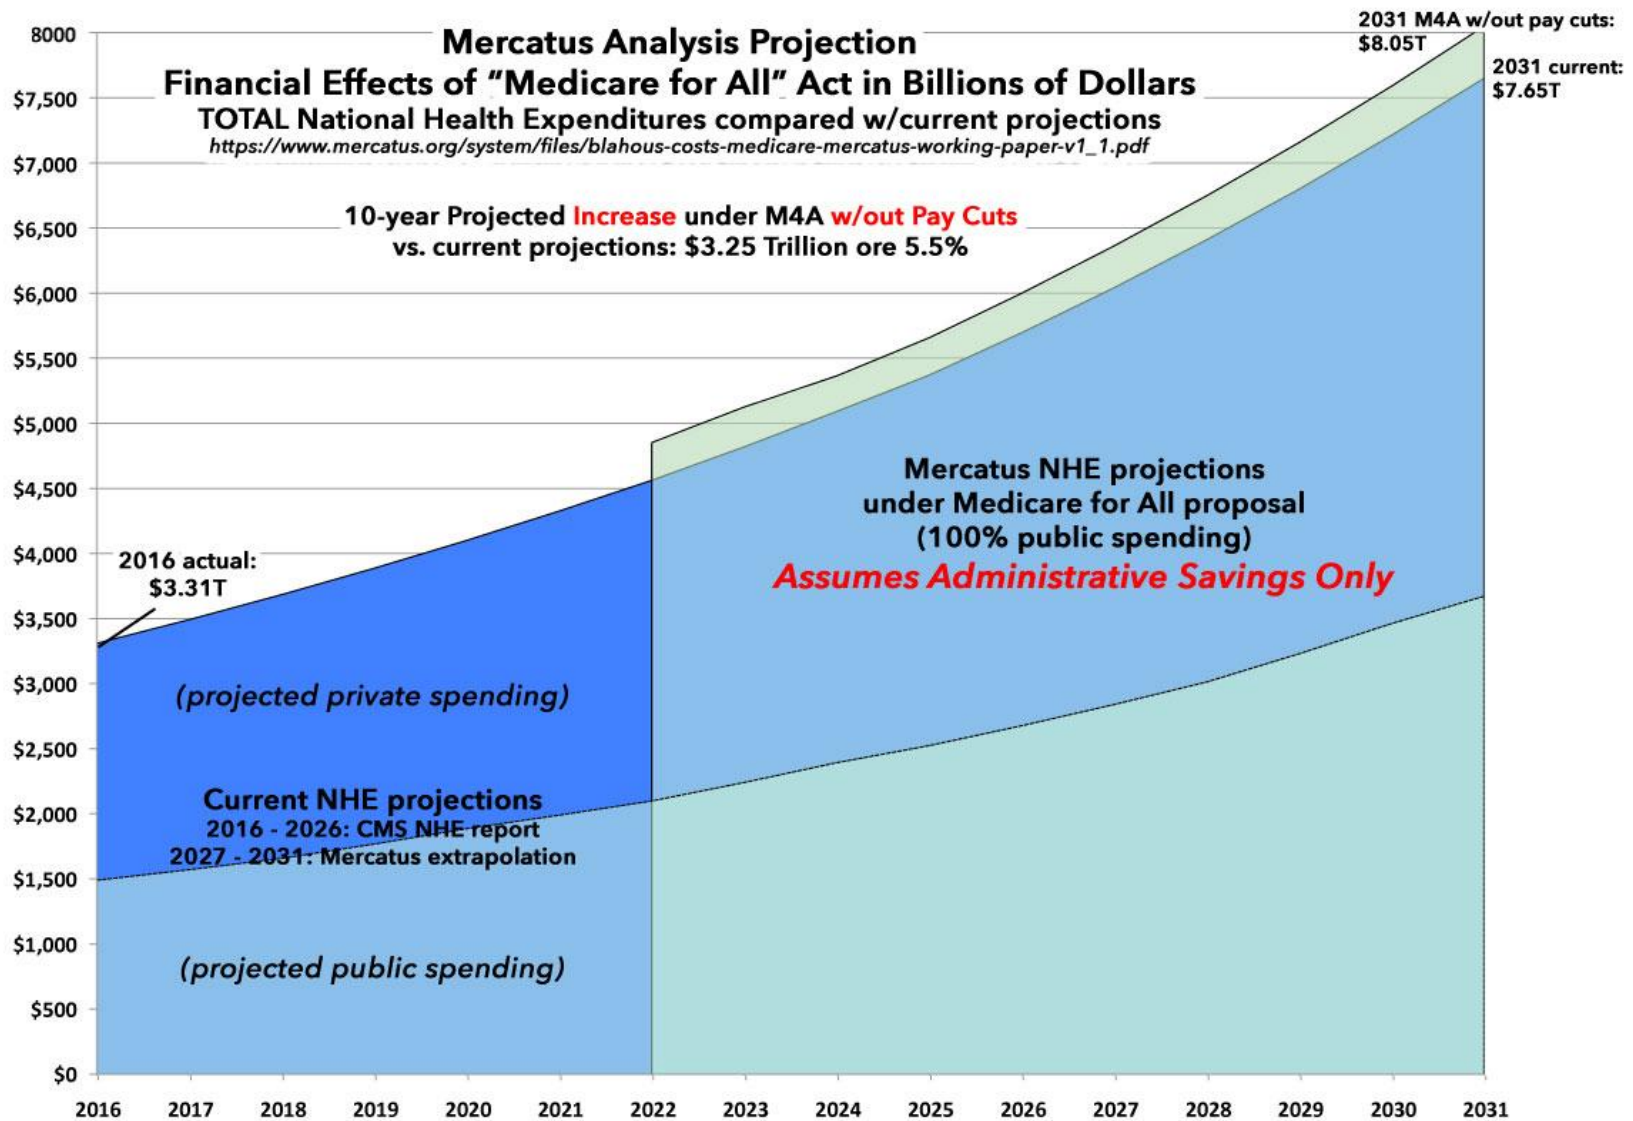 Mercatus Analysis Projection
Financial Effects of "Medicare for All" Act in Billions of Dollars
TOTAL National Health Expenditures compared w/current projections
https://www.mercatus.org/system/files/blahous-costs-medicare-mercatus-working-paper-v1_1.pdf
2031 M4A w/out pay cuts:
$8.05T
2031 current:
$7.65T
10-year Projected Increase under M4A w/out Pay Cuts
vs. current projections: $3.25 Trillion ore 5.5%
Mercatus NHE projections
under Medicare for All proposal
(100% public spending)
Assumes Administrative Savings Only
2016 actual:
$3.31T
(projected private spending)
Current NHE projections
2016 - 2026: CMS NHE report
2027 - 2031: Mercatus extrapolation
(projected public spending)
8000
$7,500
$7,000
$6,500
$6,000
$5,500
$5,000
$4,500
$4,000
$3,500
$3,000
$2,500
$2,000
$1,500
$1,000
$500
$0
2016 2017 2018 2019 2020 2021 2022 2023 2024 2025 2026 2027 2028 2029 2030 2031